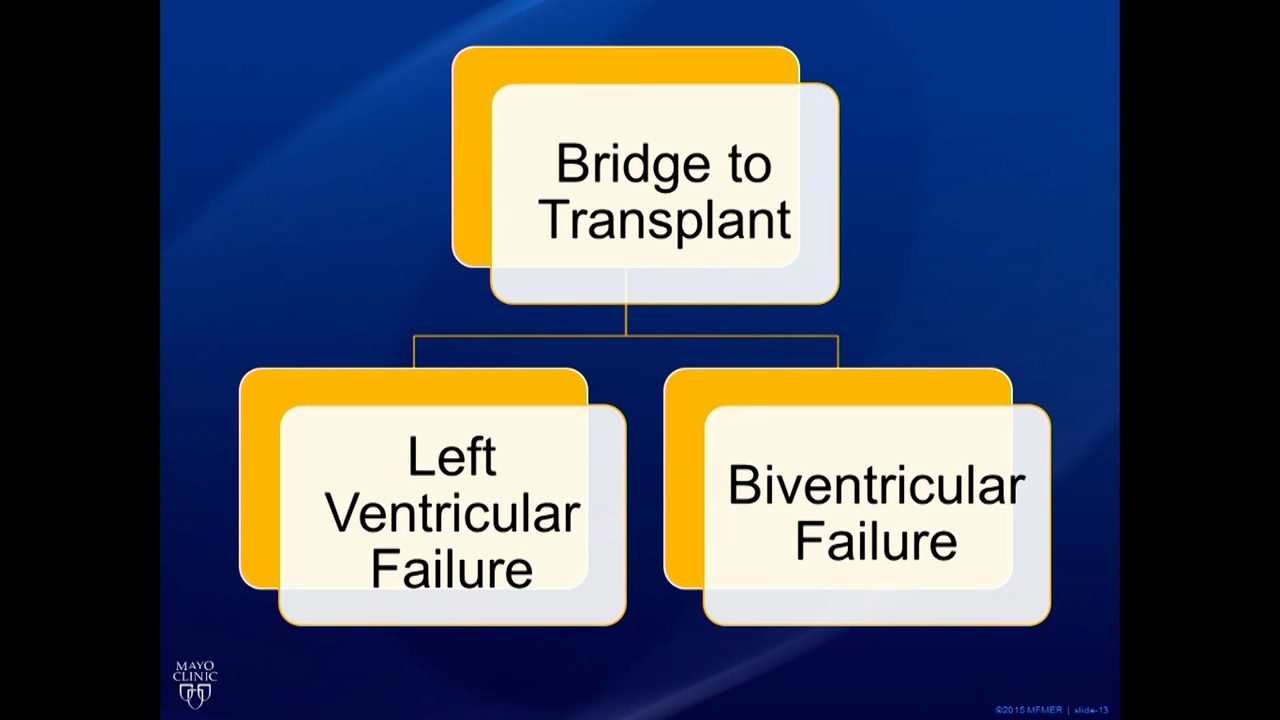 Bridge to
Transplant
Left
Ventricular
Failure
Biventricular
Failure
MAYO
CLINIC
©2015 MFMER | slide-13